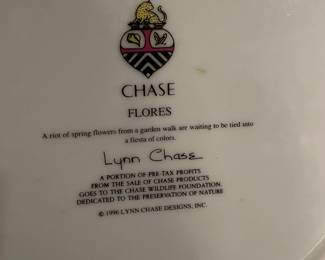 CHASE
FLORES
A riot of spring flowers from a garden walk are waiting to be tied into
a fiesta of colors.
Lynn Chase
A PORTION OF PRE-TAX PROFITS
FROM THE SALE OF CHASE PRODUCTS
GOES TO THE CHASE WILDLIFE FOUNDATION
DEDICATED TO THE PRESERVATION OF NATURE
© 1996 LYNN CHASE DESIGNS, INC.